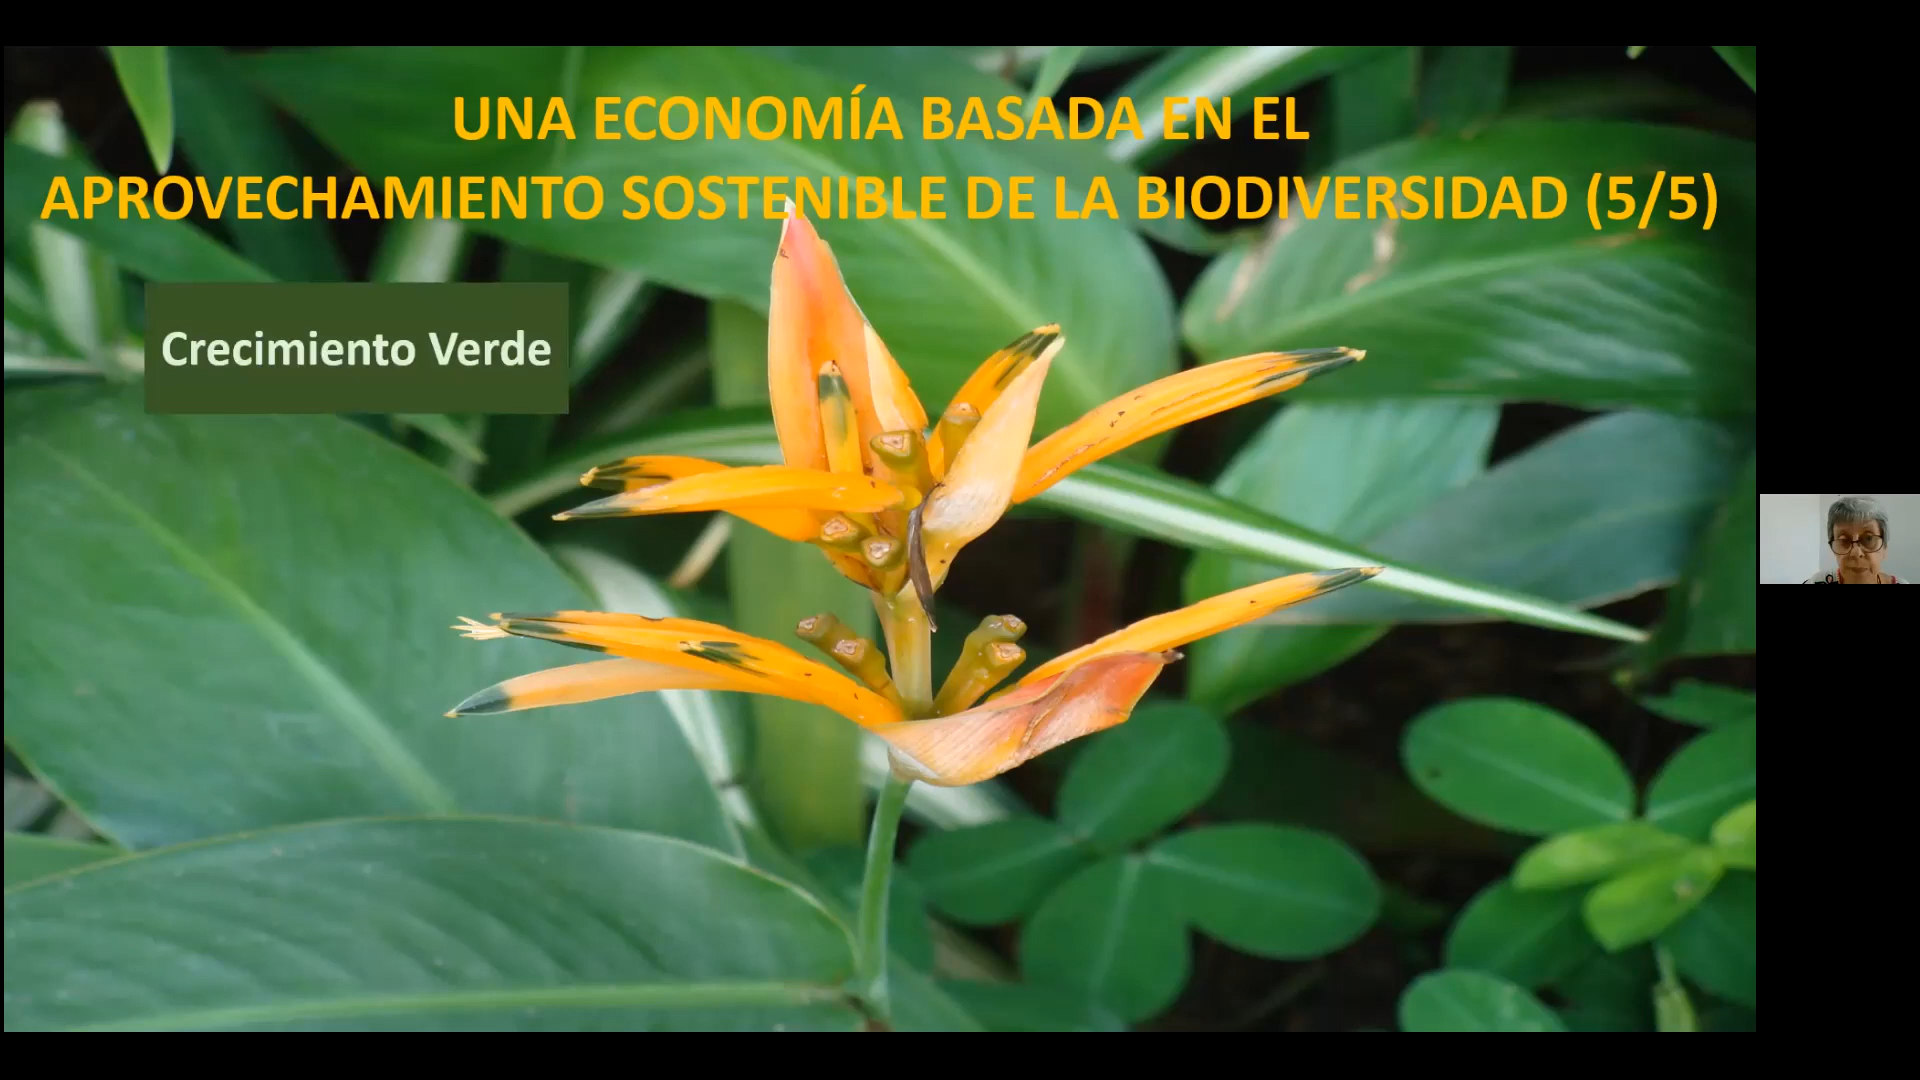 UNA ECONOMÍA BASADA EN EL
APROVECHAMIENTO SOSTENIBLE DE LA BIODIVERSIDAD (5/5)
Crecimiento Verde